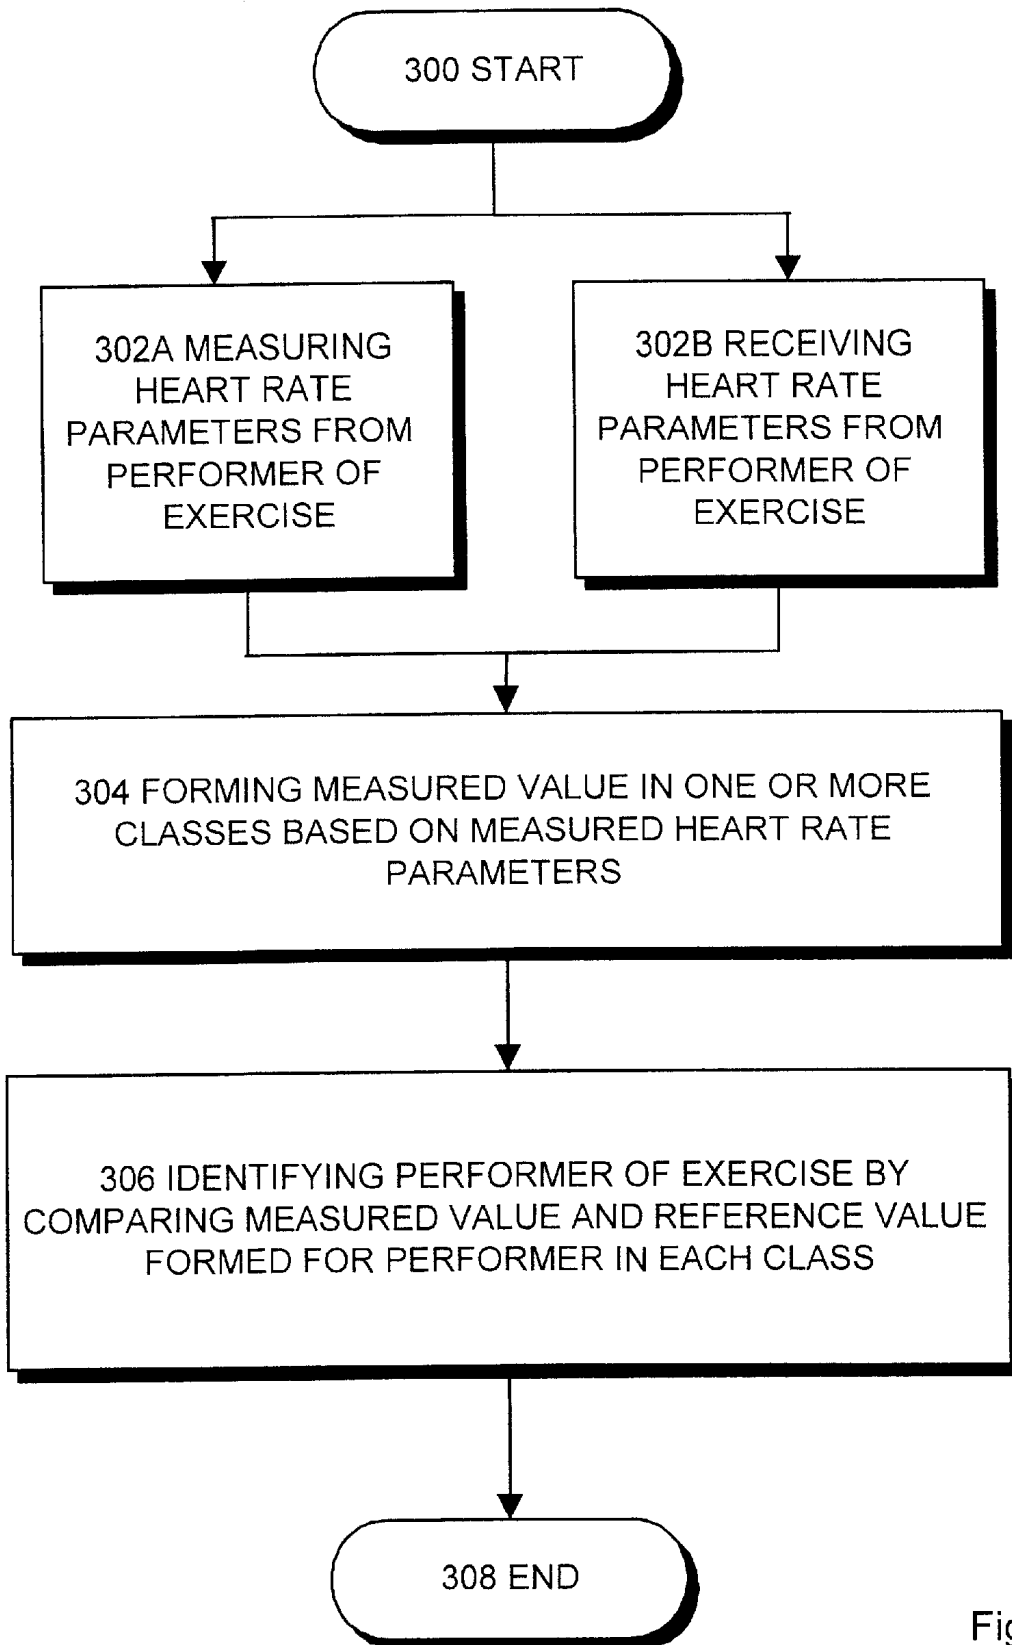 300 START
302A MEASURING
HEART RATE
PARAMETERS FROM
PERFORMER OF
EXERCISE
302B RECEIVING
HEART RATE
PARAMETERS FROM
PERFORMER OF
EXERCISE
304 FORMING MEASURED VALUE IN ONE OR MORE
CLASSES BASED ON MEASURED HEART RATE
PARAMETERS
306 IDENTIFYING PERFORMER OF EXERCISE BY
COMPARING MEASURED VALUE AND REFERENCE VALUE
FORMED FOR PERFORMER IN EACH CLASS
308 END